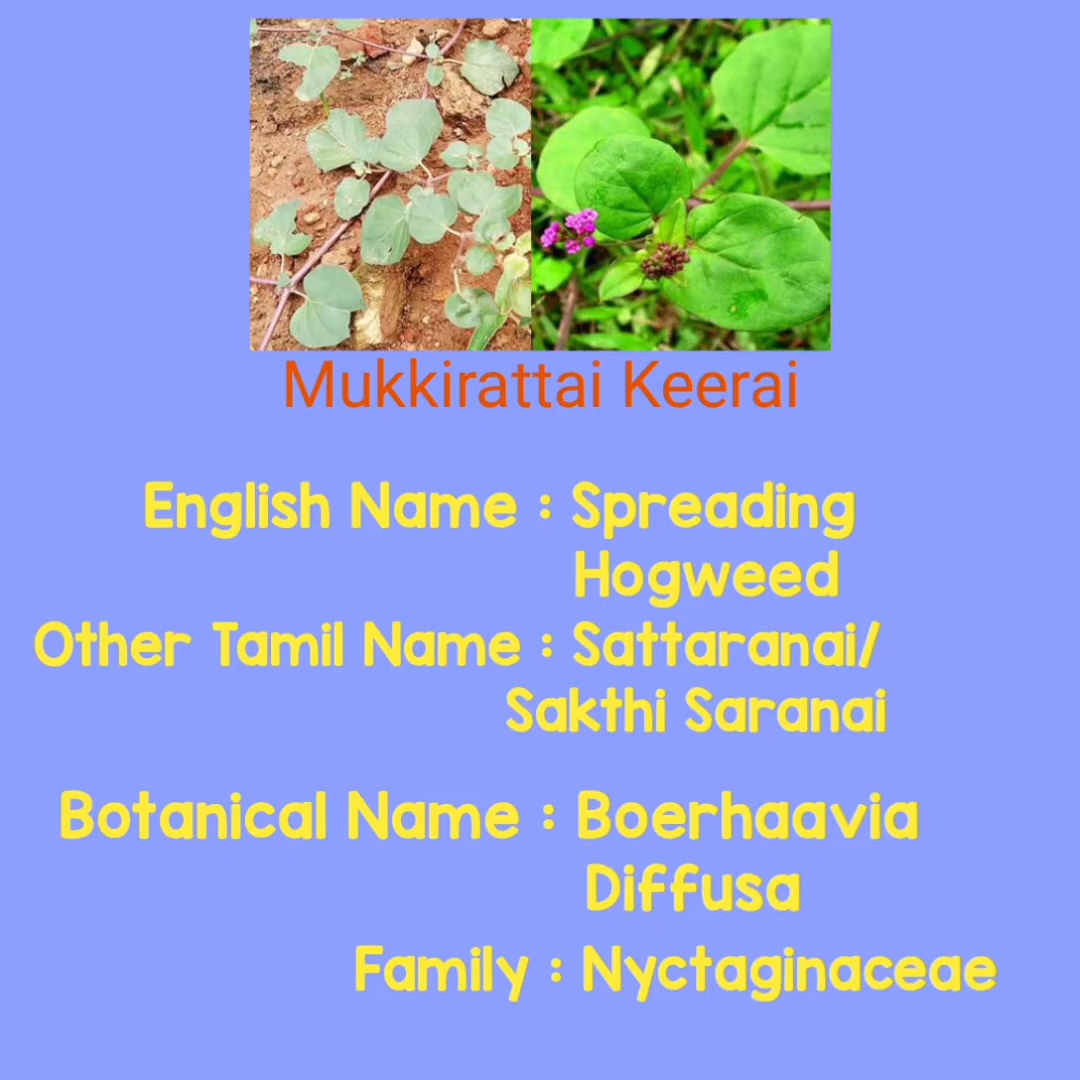 Mukkirattai Keerai
English Name : Spreading
Hogweed
Other Tamil Name : Sattaranai/
Sakthi Saranai
Botanical Name : Boerhaavia
Diffusa
Family : Nyctaginaceae